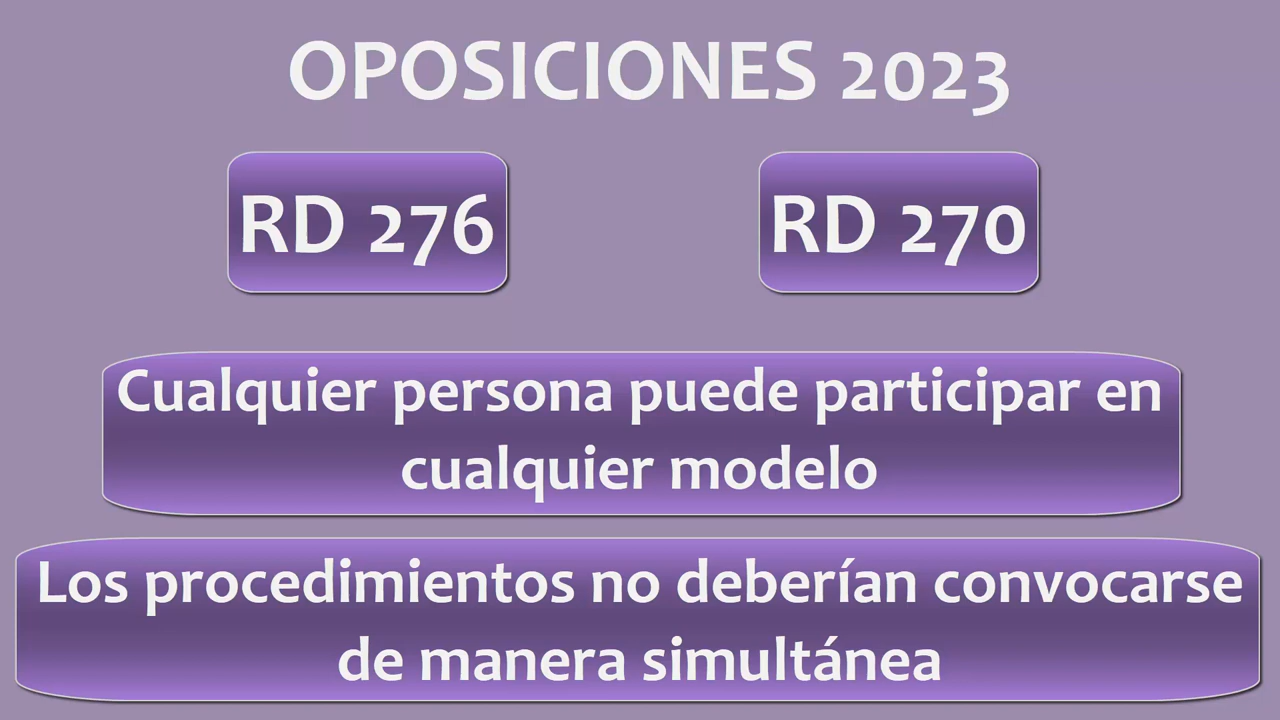 OPOSICIONES 2023
RD 276
RD 270
Cualquier persona puede participar en
cualquier modelo
Los procedimientos no deberían convocarse
de manera simultánea